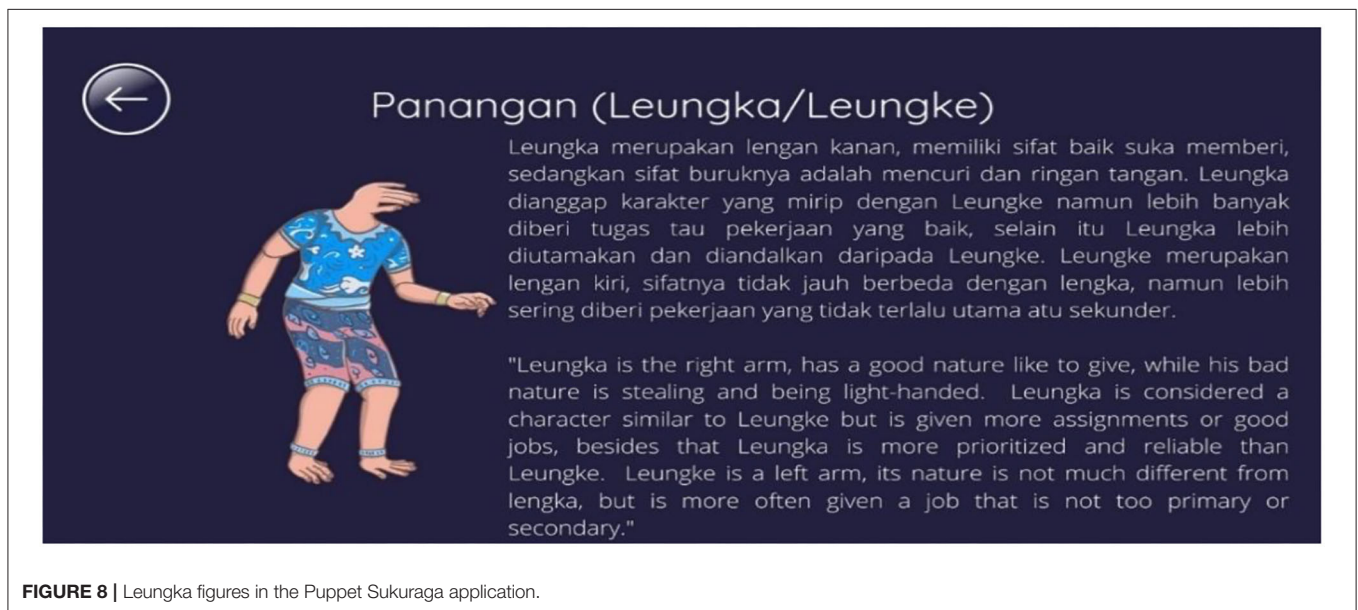 Panangan (Leungka/Leungke)
Leungka merupakan lengan kanan, memiliki sifat baik suka memberi,
sedangkan sifat buruknya adalah mencuri dan ringan tangan. Leungka
dianggap karakter yang mirip dengan Leungke namun lebih banyak
diberi tugas tau pekerjaan yang baik, selain itu Leungka lebih
diutamakan dan diandalkan daripada Leungke. Leungke merupakan
lengan kiri, sifatnya tidak jauh berbeda dengan lengka, namun lebih
sering diberi pekerjaan yang tidak terlalu utama atu sekunder.
"Leungka is the right arm, has a good nature like to give, while his bad
nature is stealing and being light-handed. Leungka is considered a
character similar to Leungke but is given more assignments or good
jobs, besides that Leungka is more prioritized and reliable than
Leungke. Leungke is a left arm, its nature is not much different from
lengka, but is more often given a job that is not too primary or
secondary."
FIGURE 8 | Leungka figures in the Puppet Sukuraga application.